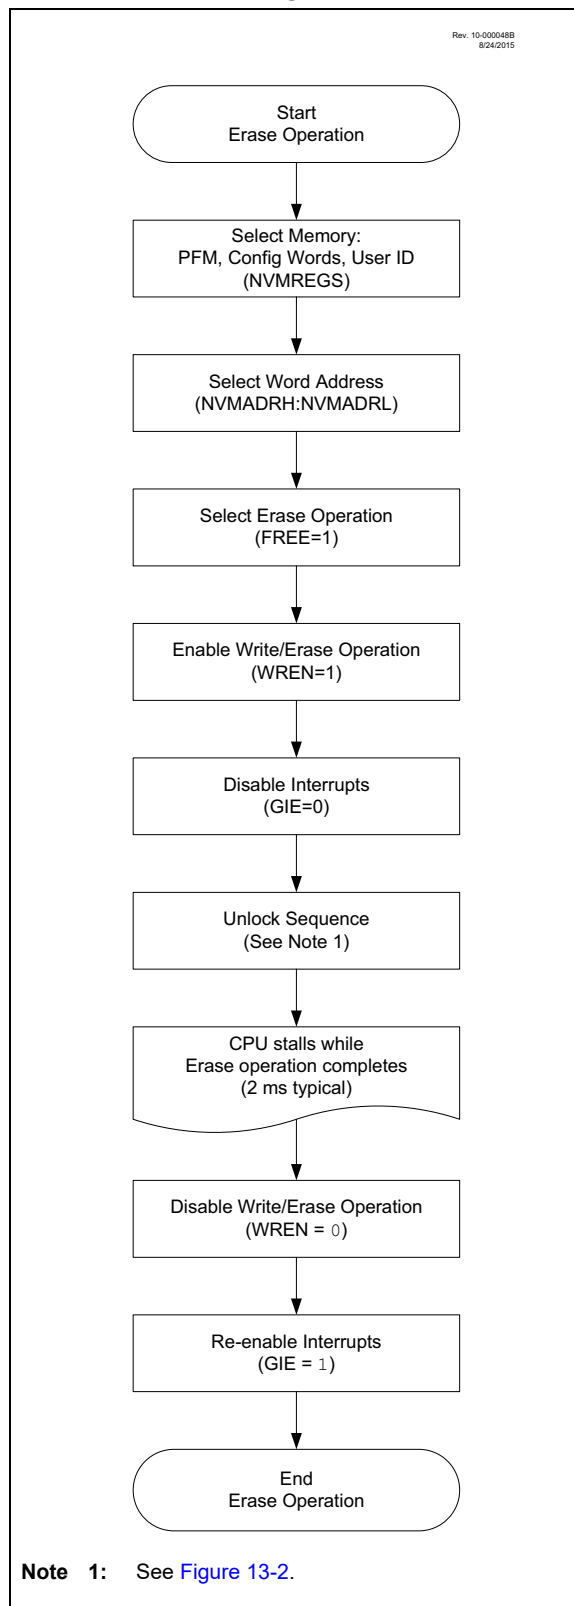 Rev. 10-000048B
8/24/2015
Start
Erase Operation
Select Memory:
PFM, Config Words, User ID
(NVMREGS)
Select Word Address
(NVMADRH:NVMADRL)
Select Erase Operation
(FREE=1)
Enable Write/Erase Operation
(WREN=1)
Disable Interrupts
(GIE=0)
Unlock Sequence
(See Note 1)
CPU stalls while
Erase operation completes
(2 ms typical)
Disable Write/Erase Operation
(WREN = 0)
Re-enable Interrupts
(GIE = 1)
End
Erase Operation
Note 1: See Figure 13-2.